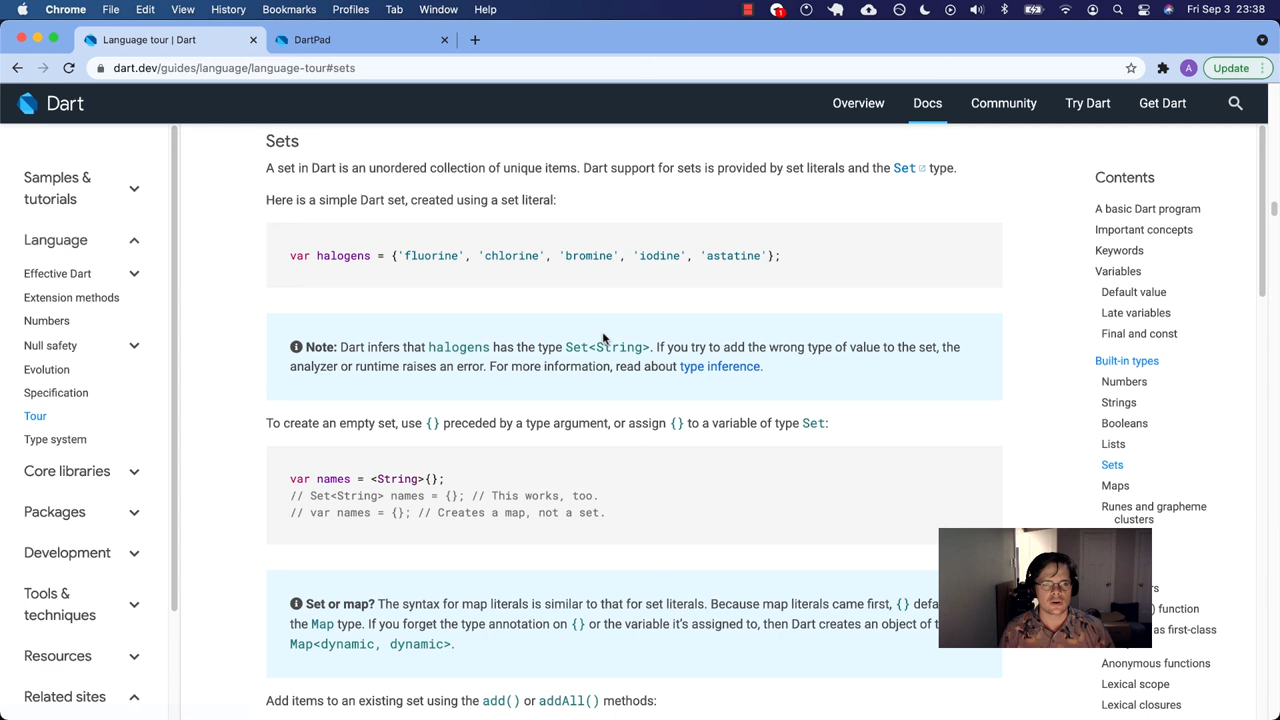 Chrome File Edit View History Bookmarks Profiles Tab Window Help 1 Fri Sep 3 23:38
Language tour | Dart DartPad
dart.dev/guides/language/language-tour#sets A Update
Dart Overview Docs Community Try Dart Get Dart
Samples &
tutorials
Language
Effective Dart
Extension methods
Numbers
Null safety
Evolution
Specification
Tour
Type system
Core libraries
Packages
Development
Tools &
techniques
Resources
Related sites
Sets
A set in Dart is an unordered collection of unique items. Dart support for sets is provided by set literals and the Set type.
Here is a simple Dart set, created using a set literal:
var halogens = {'fluorine', 'chlorine', 'bromine', 'iodine', 'astatine'};
Note: Dart infers that halogens has the type Set<String>. If you try to add the wrong type of value to the set, the
analyzer or runtime raises an error. For more information, read about type inference.
To create an empty set, use {} preceded by a type argument, or assign {} to a variable of type Set:
var names = <String>{};
// Set<String> names = {}; // This works, too.
// var names = {}; // Creates a map, not a set.
Set or map? The syntax for map literals is similar to that for set literals. Because map literals came first, {} defa
the Map type. If you forget the type annotation on {} or the variable it's assigned to, then Dart creates an object of t
Map<dynamic, dynamic>.
Add items to an existing set using the add() or addAll() methods:
Contents
A basic Dart program
Important concepts
Keywords
Variables
Default value
Late variables
Final and const
Built-in types
Numbers
Strings
Booleans
Lists
Sets
Maps
Runes and grapheme
clusters
rs
) function
as first-class
Anonymous functions
Lexical scope
Lexical closures